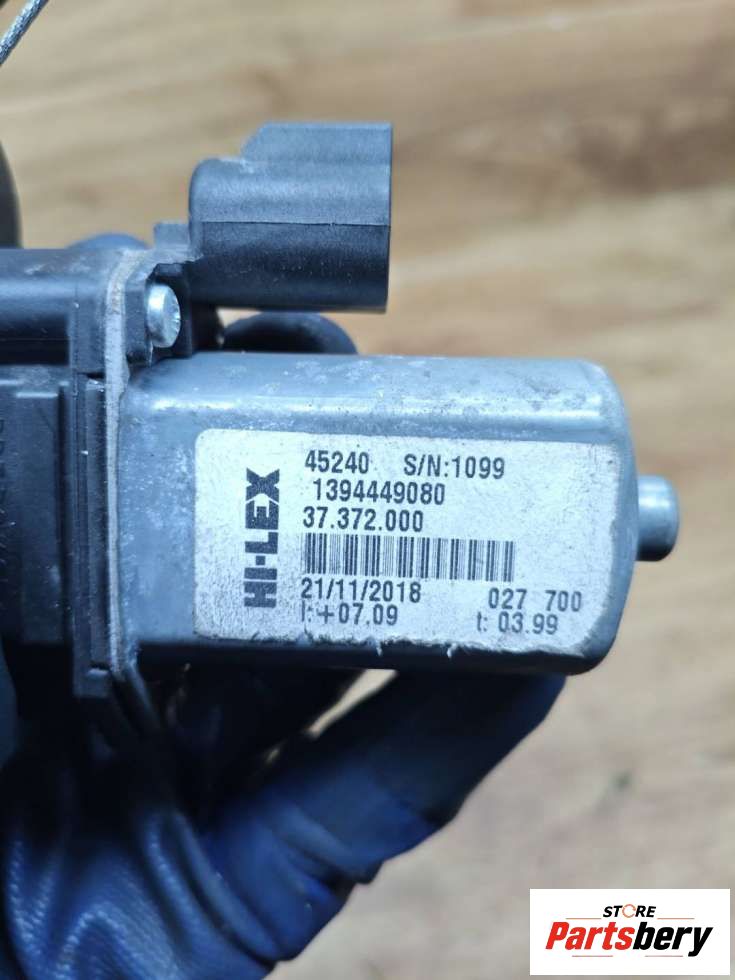 HI-LEX
45240 S/N:1099
1394449080
37.372.000
21/11/2018 027 700
I:+07.09 t: 03.99
STORE
Partsbery